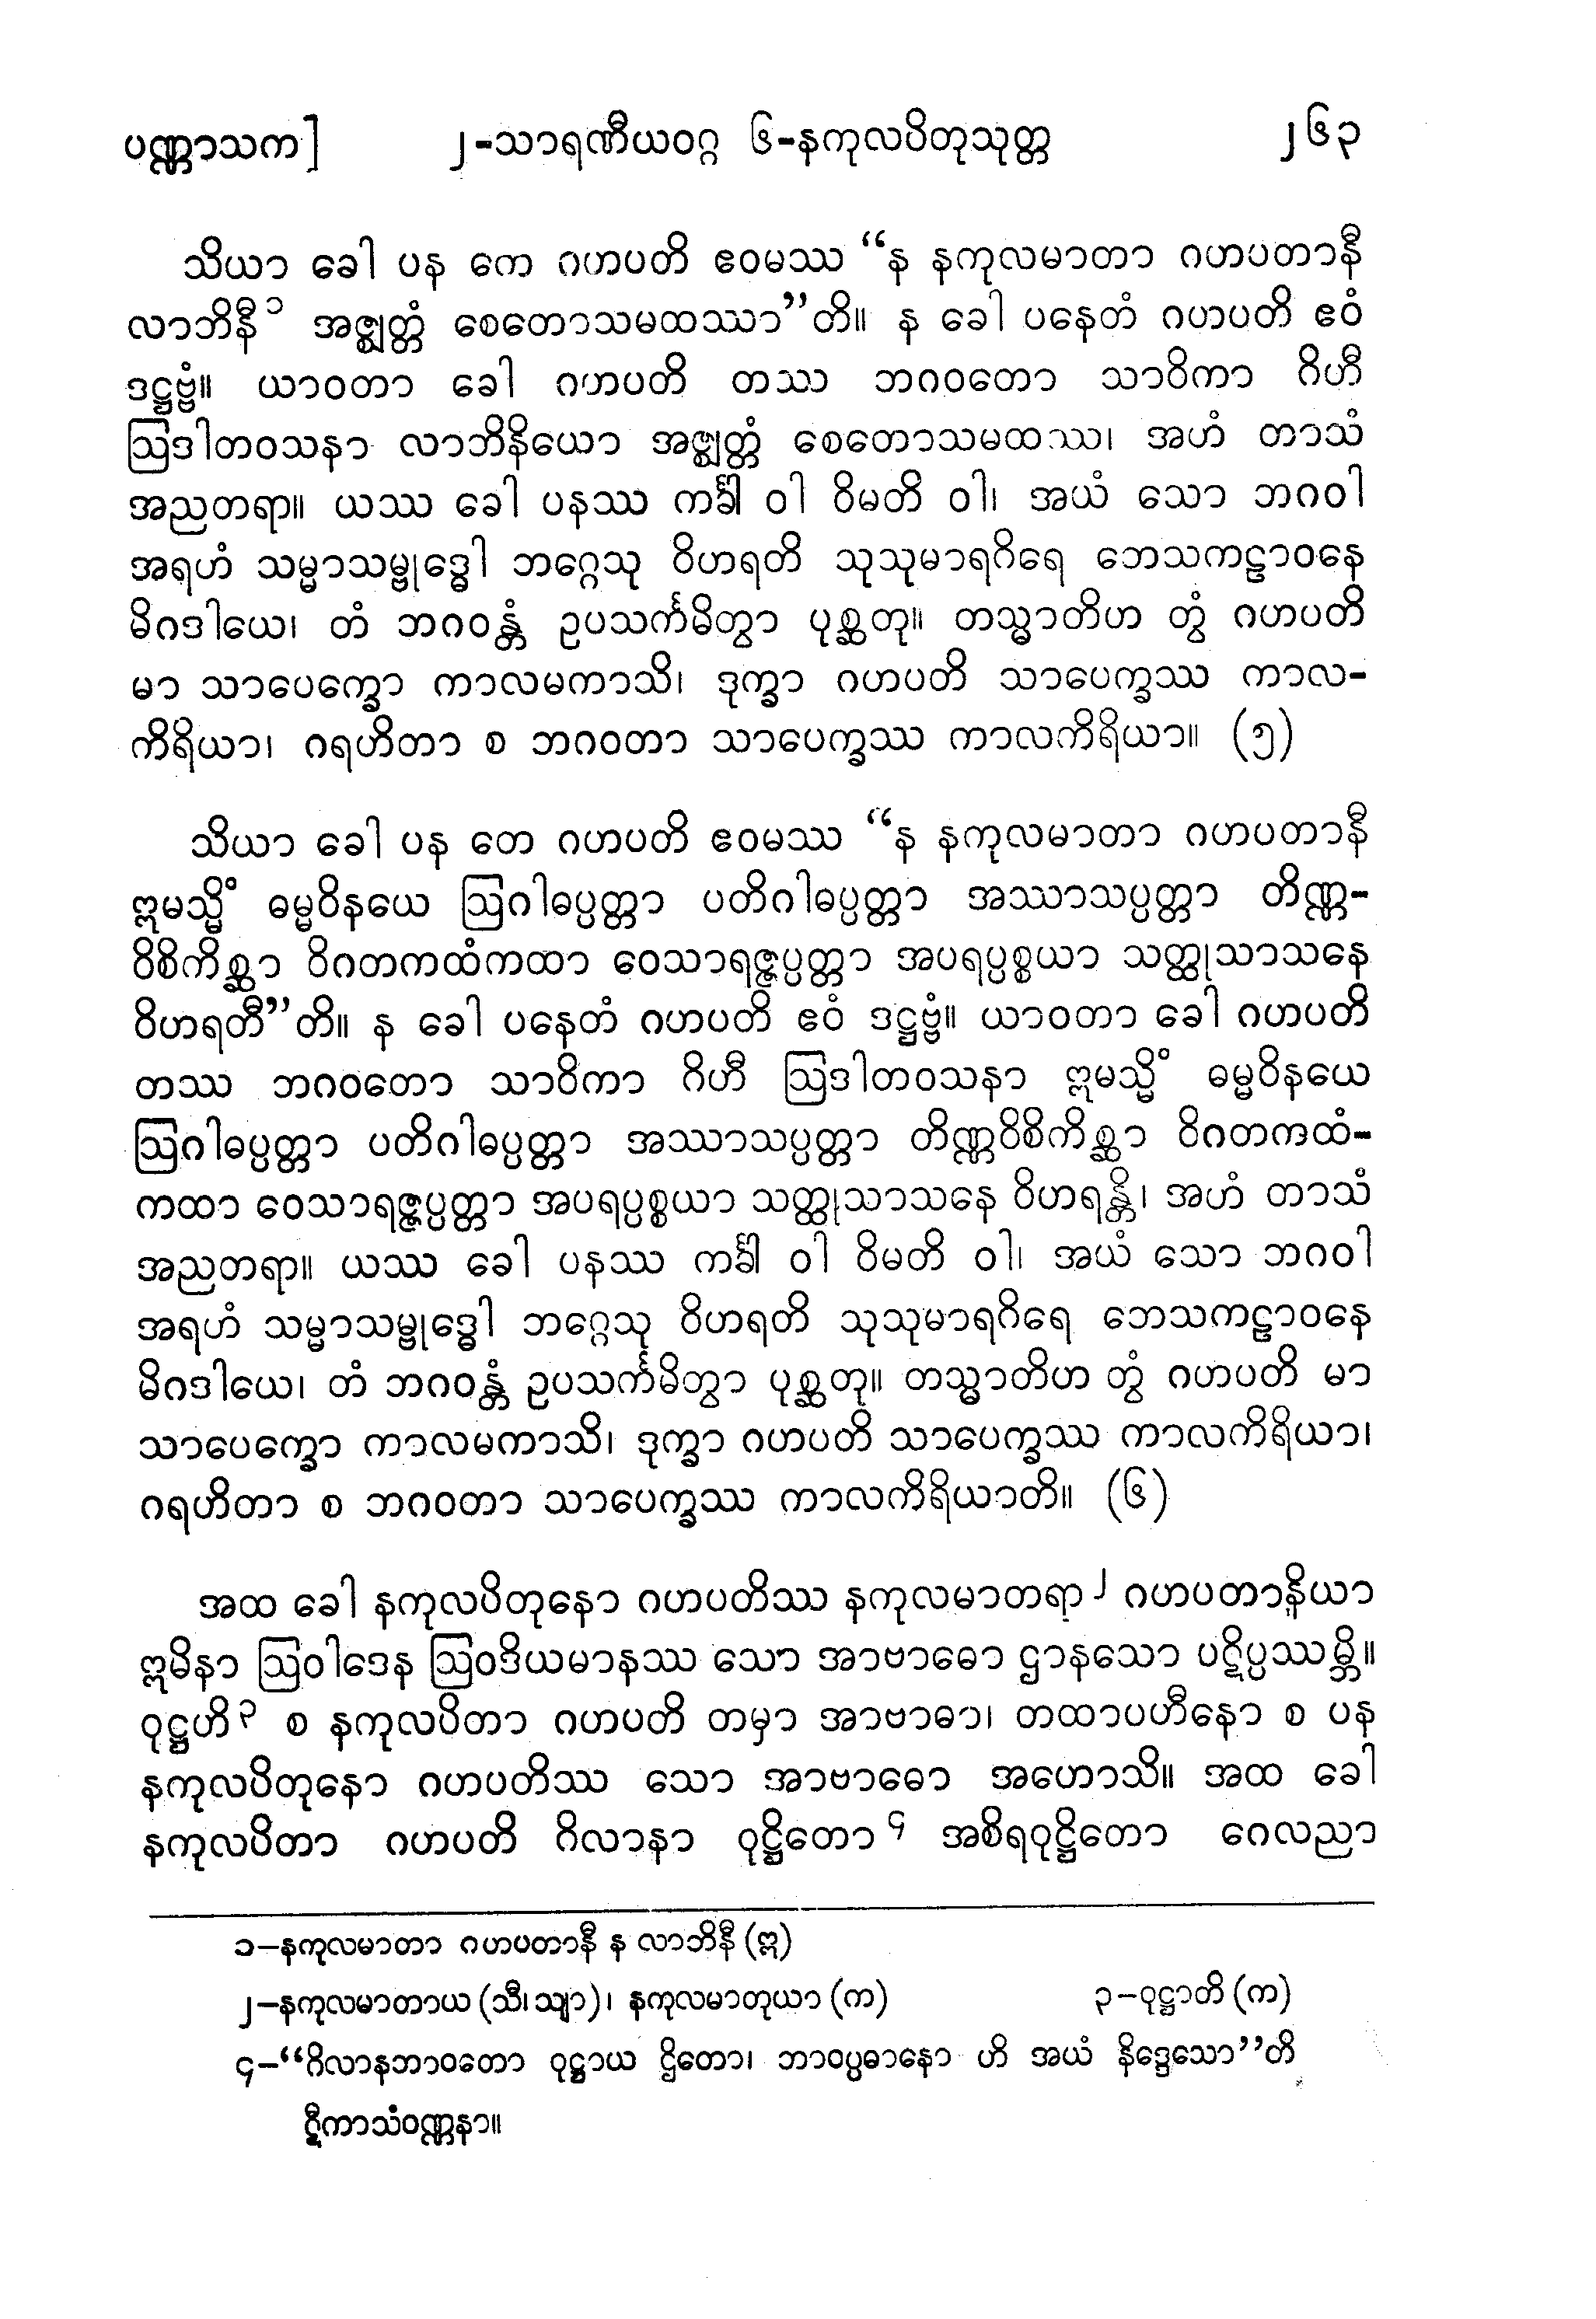 ပဏ္ဏာသက]	၂-သာရဏီယဝဂ္ဂ ၆-နကုလပိတုသုတ္တ	၂၆၃
သိယာ ခေါ ပန ကေ ဂဟပတိ ဧဝမဿ “န နကုလမာတာ ဂဟပတာနီ
လာဘိနီ၁ အဇ္ဈတ္တံ စေတောသမထဿာ”တိ။ န ခေါ ပနေတံ ဂဟပတိ ဧဝံ
ဒဋ္ဌဗ္ဗံ။ ယာဝတာ ခေါ ဂဟပတိ တဿ ဘဂဝတော သာဝိကာ ဂိဟီ
ဩဒါတဝသနာ လာဘိနိယော အဇ္ဈတ္တံ စေတောသမထဿ၊ အဟံ တာသံ
အညတရာ။ ယဿ ခေါ ပနဿ ကင်္ခါ ဝါ ဝိမတိ ဝါ၊ အယံ သော ဘဂဝါ
အရဟံ သမ္မာသမ္ဗုဒ္ဓေါ ဘဂ္ဂေသု ဝိဟရတိ သုသုမာရဂိရေ ဘေသကဠာဝနေ
မိဂဒါယေ၊ တံ ဘဂဝန္တံ ဥပသင်္ကမိတွာ ပုစ္ဆတု။ တသ္မာတိဟ တွံ ဂဟပတိ
မာ သာပေက္ခော ကာလမကာသိ၊ ဒုက္ခာ ဂဟပတိ သာပေက္ခဿ ကာလ-
ကိရိယာ၊ ဂရဟိတာ စ ဘဂဝတာ သာပေက္ခဿ ကာလကိရိယာ။ (၅)
သိယာ ခေါ ပန တေ ဂဟပတိ ဧဝမဿ “န နကုလမာတာ ဂဟပတာနီ
ဣမသ္မိံ ဓမ္မဝိနယေ ဩဂါဓပ္ပတ္တာ ပတိဂါဓပ္ပတ္တာ အဿာသပ္ပတ္တာ တိဏ္ဏ-
ဝိစိကိစ္ဆာ ဝိဂတကထံကထာ ဝေသာရဇ္ဇပ္ပတ္တာ အပရပ္ပစ္စယာ သတ္ထုသာသနေ
ဝိဟရတီ”တိ။ န ခေါ ပနေတံ ဂဟပတိ ဧဝံ ဒဋ္ဌဗ္ဗံ။ ယာဝတာ ခေါ ဂဟပတိ
တဿ ဘဂဝတော သာဝိကာ ဂိဟီ ဩဒါတဝသနာ ဣမသ္မိံ ဓမ္မဝိနယေ
ဩဂါဓပ္ပတ္တာ ပတိဂါဓပ္ပတ္တာ အဿာသပ္ပတ္တာ တိဏ္ဏဝိစိကိစ္ဆာ ဝိဂတကထံ-
ကထာ ဝေသာရဇ္ဇပ္ပတ္တာ အပရပ္ပစ္စယာ သတ္ထုသာသနေ ဝိဟရန္တိ၊ အဟံ တာသံ
အညတရာ။ ယဿ ခေါ ပနဿ ကင်္ခါ ဝါ ဝိမတိ ဝါ၊ အယံ သော ဘဂဝါ
အရဟံ သမ္မာသမ္ဗုဒ္ဓေါ ဘဂ္ဂေသု ဝိဟရတိ သုသုမာရဂိရေ ဘေသကဠာဝနေ
မိဂဒါယေ၊ တံ ဘဂဝန္တံ ဥပသင်္ကမိတွာ ပုစ္ဆတု။ တသ္မာတိဟ တွံ ဂဟပတိ မာ
သာပေက္ခော ကာလမကာသိ၊ ဒုက္ခာ ဂဟပတိ သာပေက္ခဿ ကာလကိရိယာ၊
ဂရဟိတာ စ ဘဂဝတာ သာပေက္ခဿ ကာလကိရိယာတိ။ (၆)
အထ ခေါ နကုလပိတုနော ဂဟပတိဿ နကုလမာတရာ၂ ဂဟပတာနိယာ
ဣမိနာ ဩဝါဒေန ဩဝဒိယမာနဿ သော အာဗာဓော ဌာနသော ပဋိပ္ပဿမ္ဘိ။
ဝုဋ္ဌဟိ၃ စ နကုလပိတာ ဂဟပတိ တမှာ အာဗာဓာ၊ တထာပဟီနော စ ပန
နကုလပိတုနော ဂဟပတိဿ သော အာဗာဓော အဟောသိ။ အထ ခေါ
နကုလပိတာ ဂဟပတိ ဂိလာနာ ဝုဋ္ဌိတော၄ အစိရဝုဋ္ဌိတော ဂေလညာ
၁–နကုလမာတာ ဂဟပတာနီ န လာဘိနီ (ဣ)
၂–နကုလမာတာယ (သီ၊ သျာ)၊ နကုလမာတုယာ (က)	၃–ဝုဋ္ဌာတိ (က)
၄–“ဂိလာနဘာဝတော ဝုဋ္ဌာယ ဌိတော၊ ဘာဝပ္ပဓာနော ဟိ အယံ နိဒ္ဒေသော”တိ
ဋီကာသံဝဏ္ဏနာ။